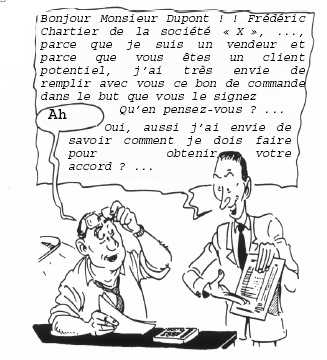 Bonjour Monsieur Dupont ! ! Frédéric
Chartier de la société « X », ...,
parce que je suis un vendeur et
parce que vous êtes un client
potentiel, j'ai très envie de
remplir avec vous ce bon de commande
dans le but que vous le signez
Qu'en pensez-vous ? ...
Ah
Oui, aussi j'ai envie de
savoir comment je dois faire
pour obtenir votre
accord ? ...